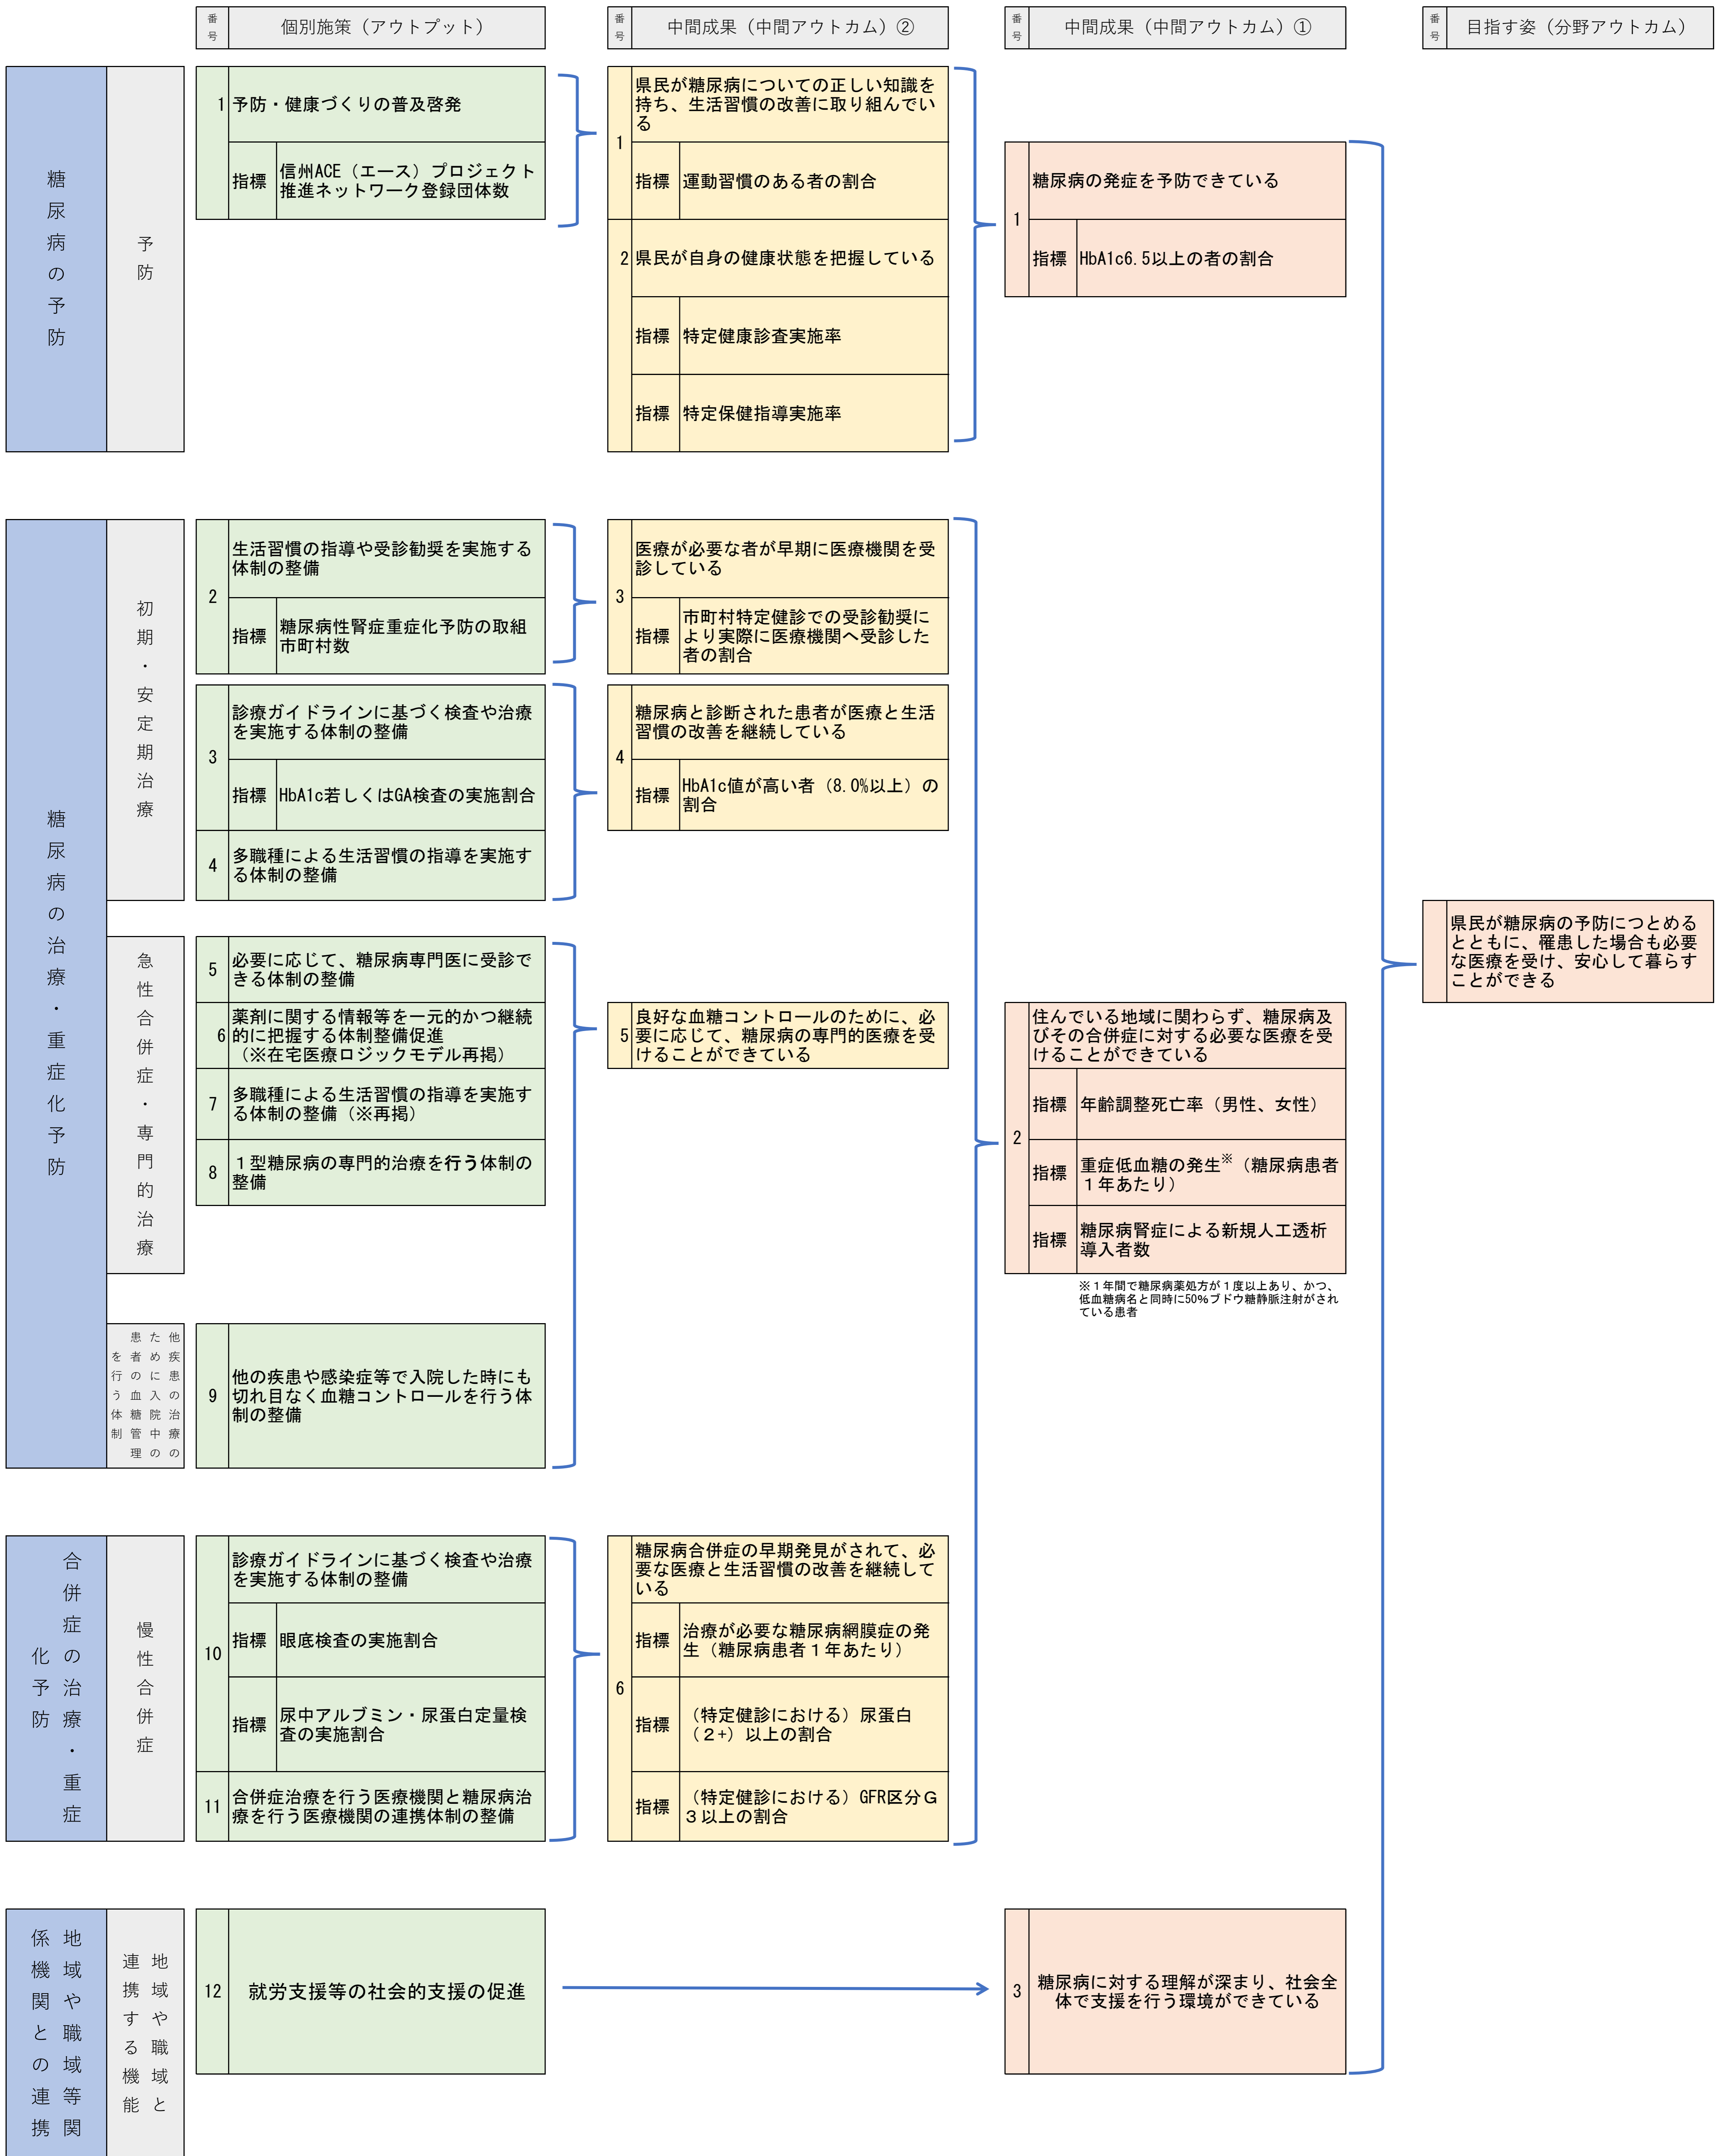 番号
個別施策（アウトプット）
番号
中間成果（中間アウトカム）②
番号
中間成果（中間アウトカム）①
番号
目指す姿（分野アウトカム）
糖尿病の予防
予防
1
予防・健康づくりの普及啓発
指標
信州ACE（エース）プロジェクト
推進ネットワーク登録団体数
1
県民が糖尿病についての正しい知識を
持ち、生活習慣の改善に取り組んでい
る
指標
運動習慣のある者の割合
2
県民が自身の健康状態を把握している
指標
特定健康診査実施率
指標
特定保健指導実施率
1
糖尿病の発症を予防できている
指標
HbA1c6.5以上の者の割合
糖尿病の治療・重症化予防
初期・安定期治療
2
生活習慣の指導や受診勧奨を実施する
体制の整備
指標
糖尿病性腎症重症化予防の取組
市町村数
3
医療が必要な者が早期に医療機関を受
診している
指標
市町村特定健診での受診勧奨に
より実際に医療機関へ受診した
者の割合
3
診療ガイドラインに基づく検査や治療
を実施する体制の整備
指標
HbA1c若しくはGA検査の実施割合
4
多職種による生活習慣の指導を実施す
る体制の整備
4
糖尿病と診断された患者が医療と生活
習慣の改善を継続している
指標
HbA1c値が高い者（8.0%以上）の
割合
急性合併症・専門的治療
5
必要に応じて、糖尿病専門医に受診で
きる体制の整備
6
薬剤に関する情報等を一元的かつ継続
的に把握する体制整備促進
（※在宅医療ロジックモデル再掲）
7
多職種による生活習慣の指導を実施す
る体制の整備（※再掲）
8
１型糖尿病の専門的治療を行う体制の
整備
5
良好な血糖コントロールのために、必
要に応じて、糖尿病の専門的医療を受
けることができている
2
住んでいる地域に関わらず、糖尿病及
びその合併症に対する必要な医療を受
けることができている
指標
年齢調整死亡率（男性、女性）
指標
重症低血糖の発生※（糖尿病患者
１年あたり）
指標
糖尿病腎症による新規人工透析
導入者数
※１年間で糖尿病薬処方が１度以上あり、かつ、
低血糖病名と同時に50%ブドウ糖静脈注射がされ
ている患者
県民が糖尿病の予防につとめる
とともに、罹患した場合も必要
な医療を受け、安心して暮らす
ことができる
他疾患の治療の
ために入院中の
患者の血糖管理
を行う体制
9
他の疾患や感染症等で入院した時にも
切れ目なく血糖コントロールを行う体
制の整備
合併症の治療・重症
化予防
慢性合併症
10
診療ガイドラインに基づく検査や治療
を実施する体制の整備
指標
眼底検査の実施割合
指標
尿中アルブミン・尿蛋白定量検
査の実施割合
11
合併症治療を行う医療機関と糖尿病治
療を行う医療機関の連携体制の整備
6
糖尿病合併症の早期発見がされて、必
要な医療と生活習慣の改善を継続して
いる
指標
治療が必要な糖尿病網膜症の発
生（糖尿病患者１年あたり）
指標
（特定健診における）尿蛋白
（２+）以上の割合
指標
（特定健診における）GFR区分Ｇ
３以上の割合
地域や職域等関
係機関との連携
地域や職域と
連携する機能
12
就労支援等の社会的支援の促進
3
糖尿病に対する理解が深まり、社会全
体で支援を行う環境ができている